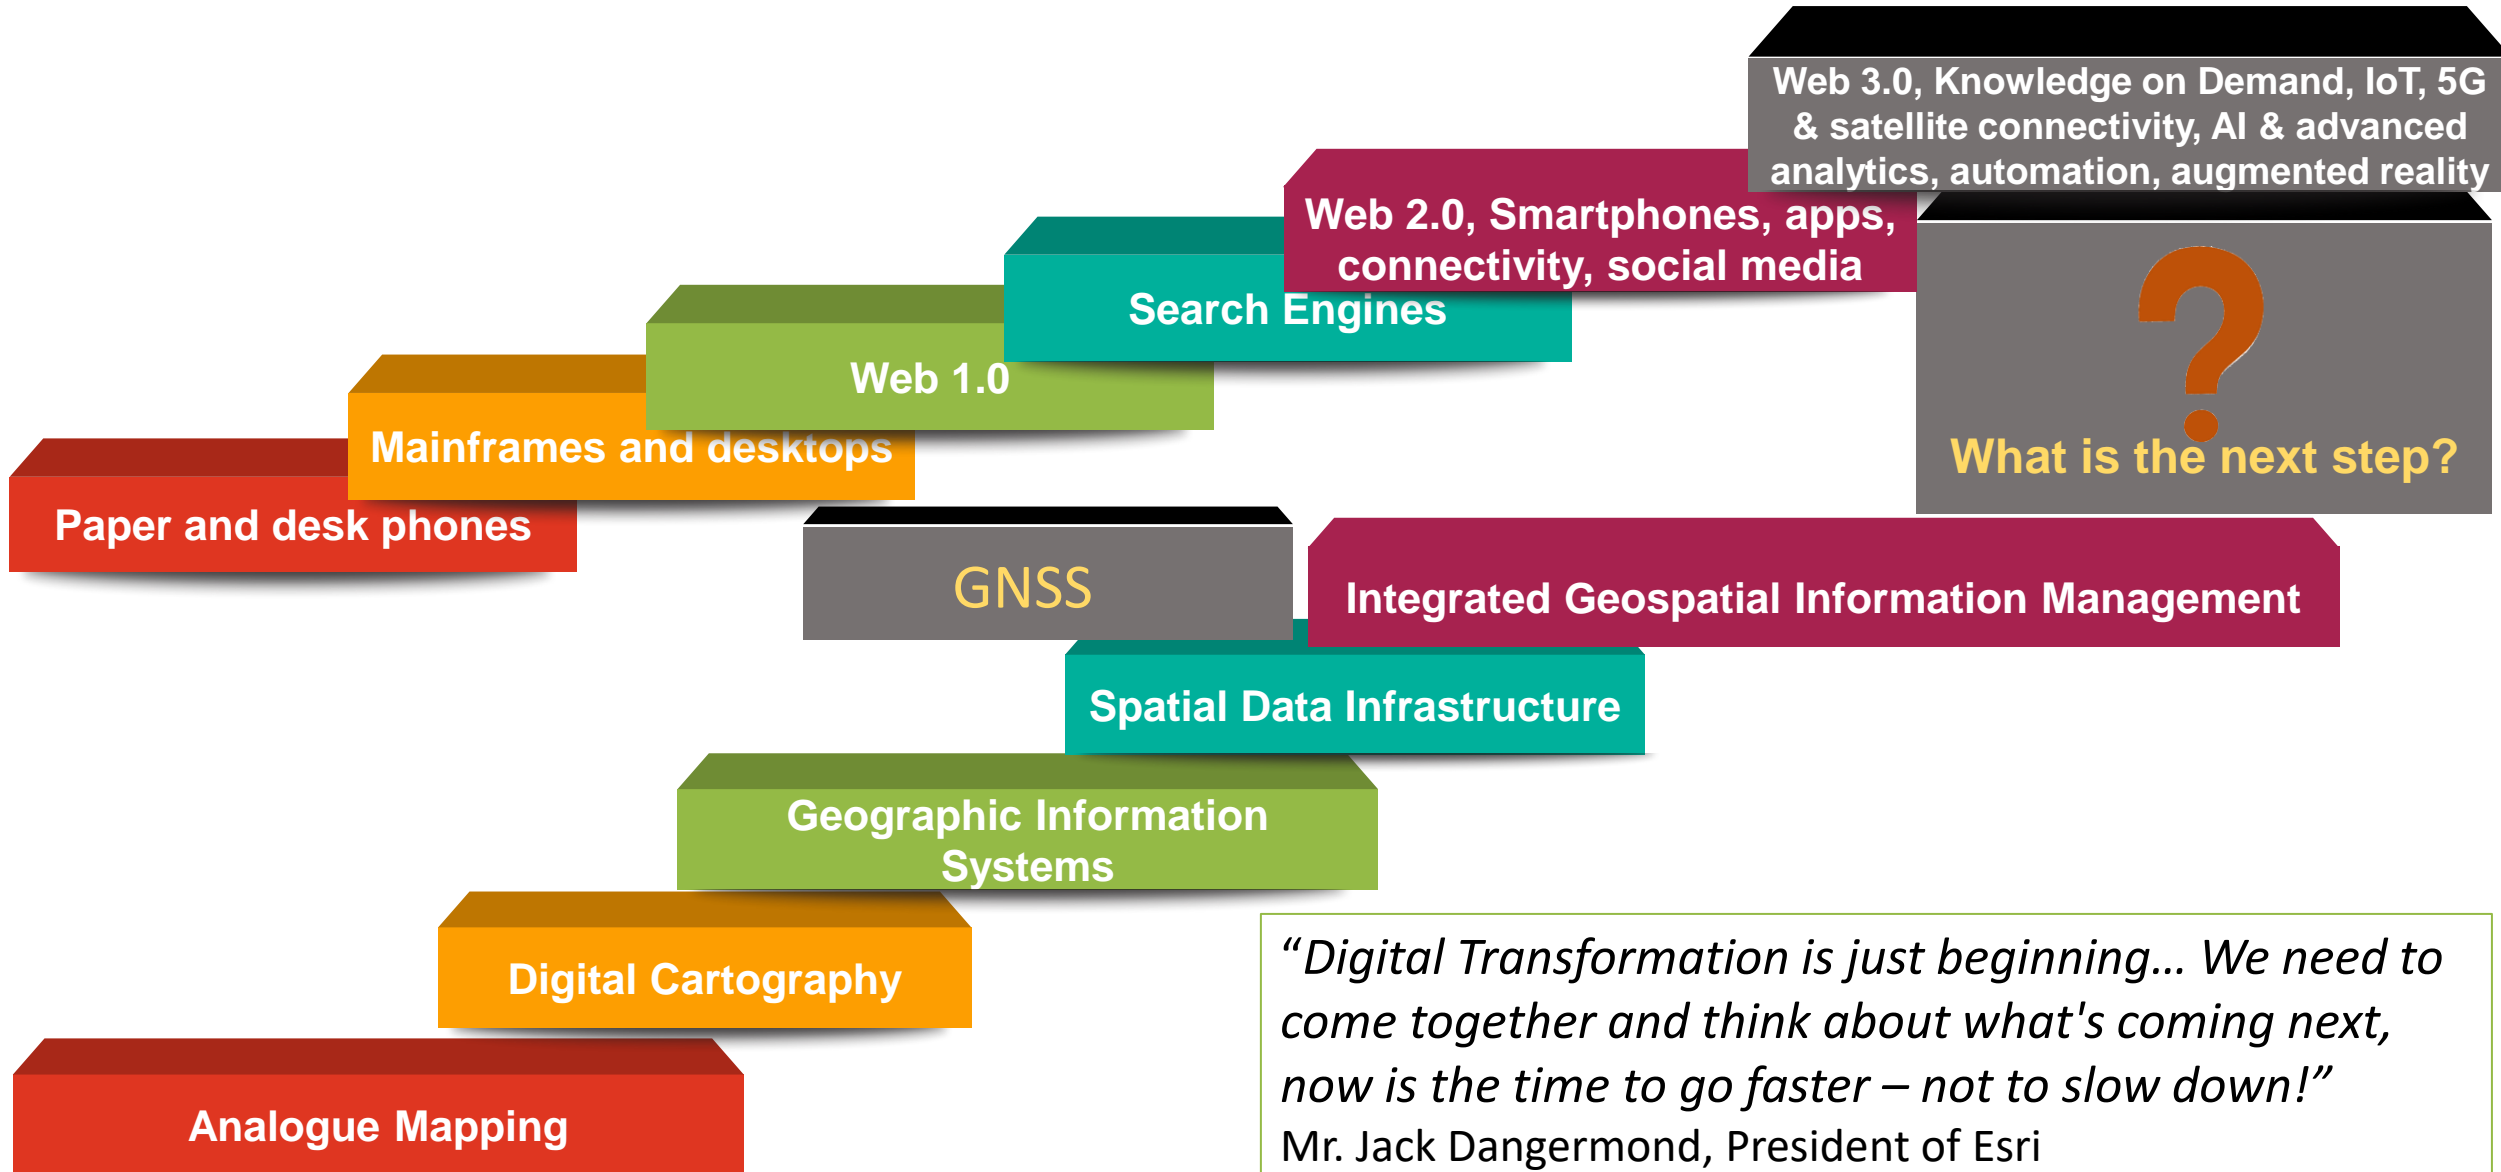 Web 3.0, Knowledge on Demand, IoT, 5G
& satellite connectivity, AI & advanced
analytics, automation, augmented reality
Web 2.0, Smartphones, apps,
connectivity, social media
Search Engines
Web 1.0
Mainframes and desktops
Paper and desk phones
?
What is the next step?
GNSS
Integrated Geospatial Information Management
Spatial Data Infrastructure
Geographic Information
Systems
Digital Cartography
Analogue Mapping
“Digital Transformation is just beginning… We need to
come together and think about what's coming next,
now is the time to go faster – not to slow down!”
Mr. Jack Dangermond, President of Esri